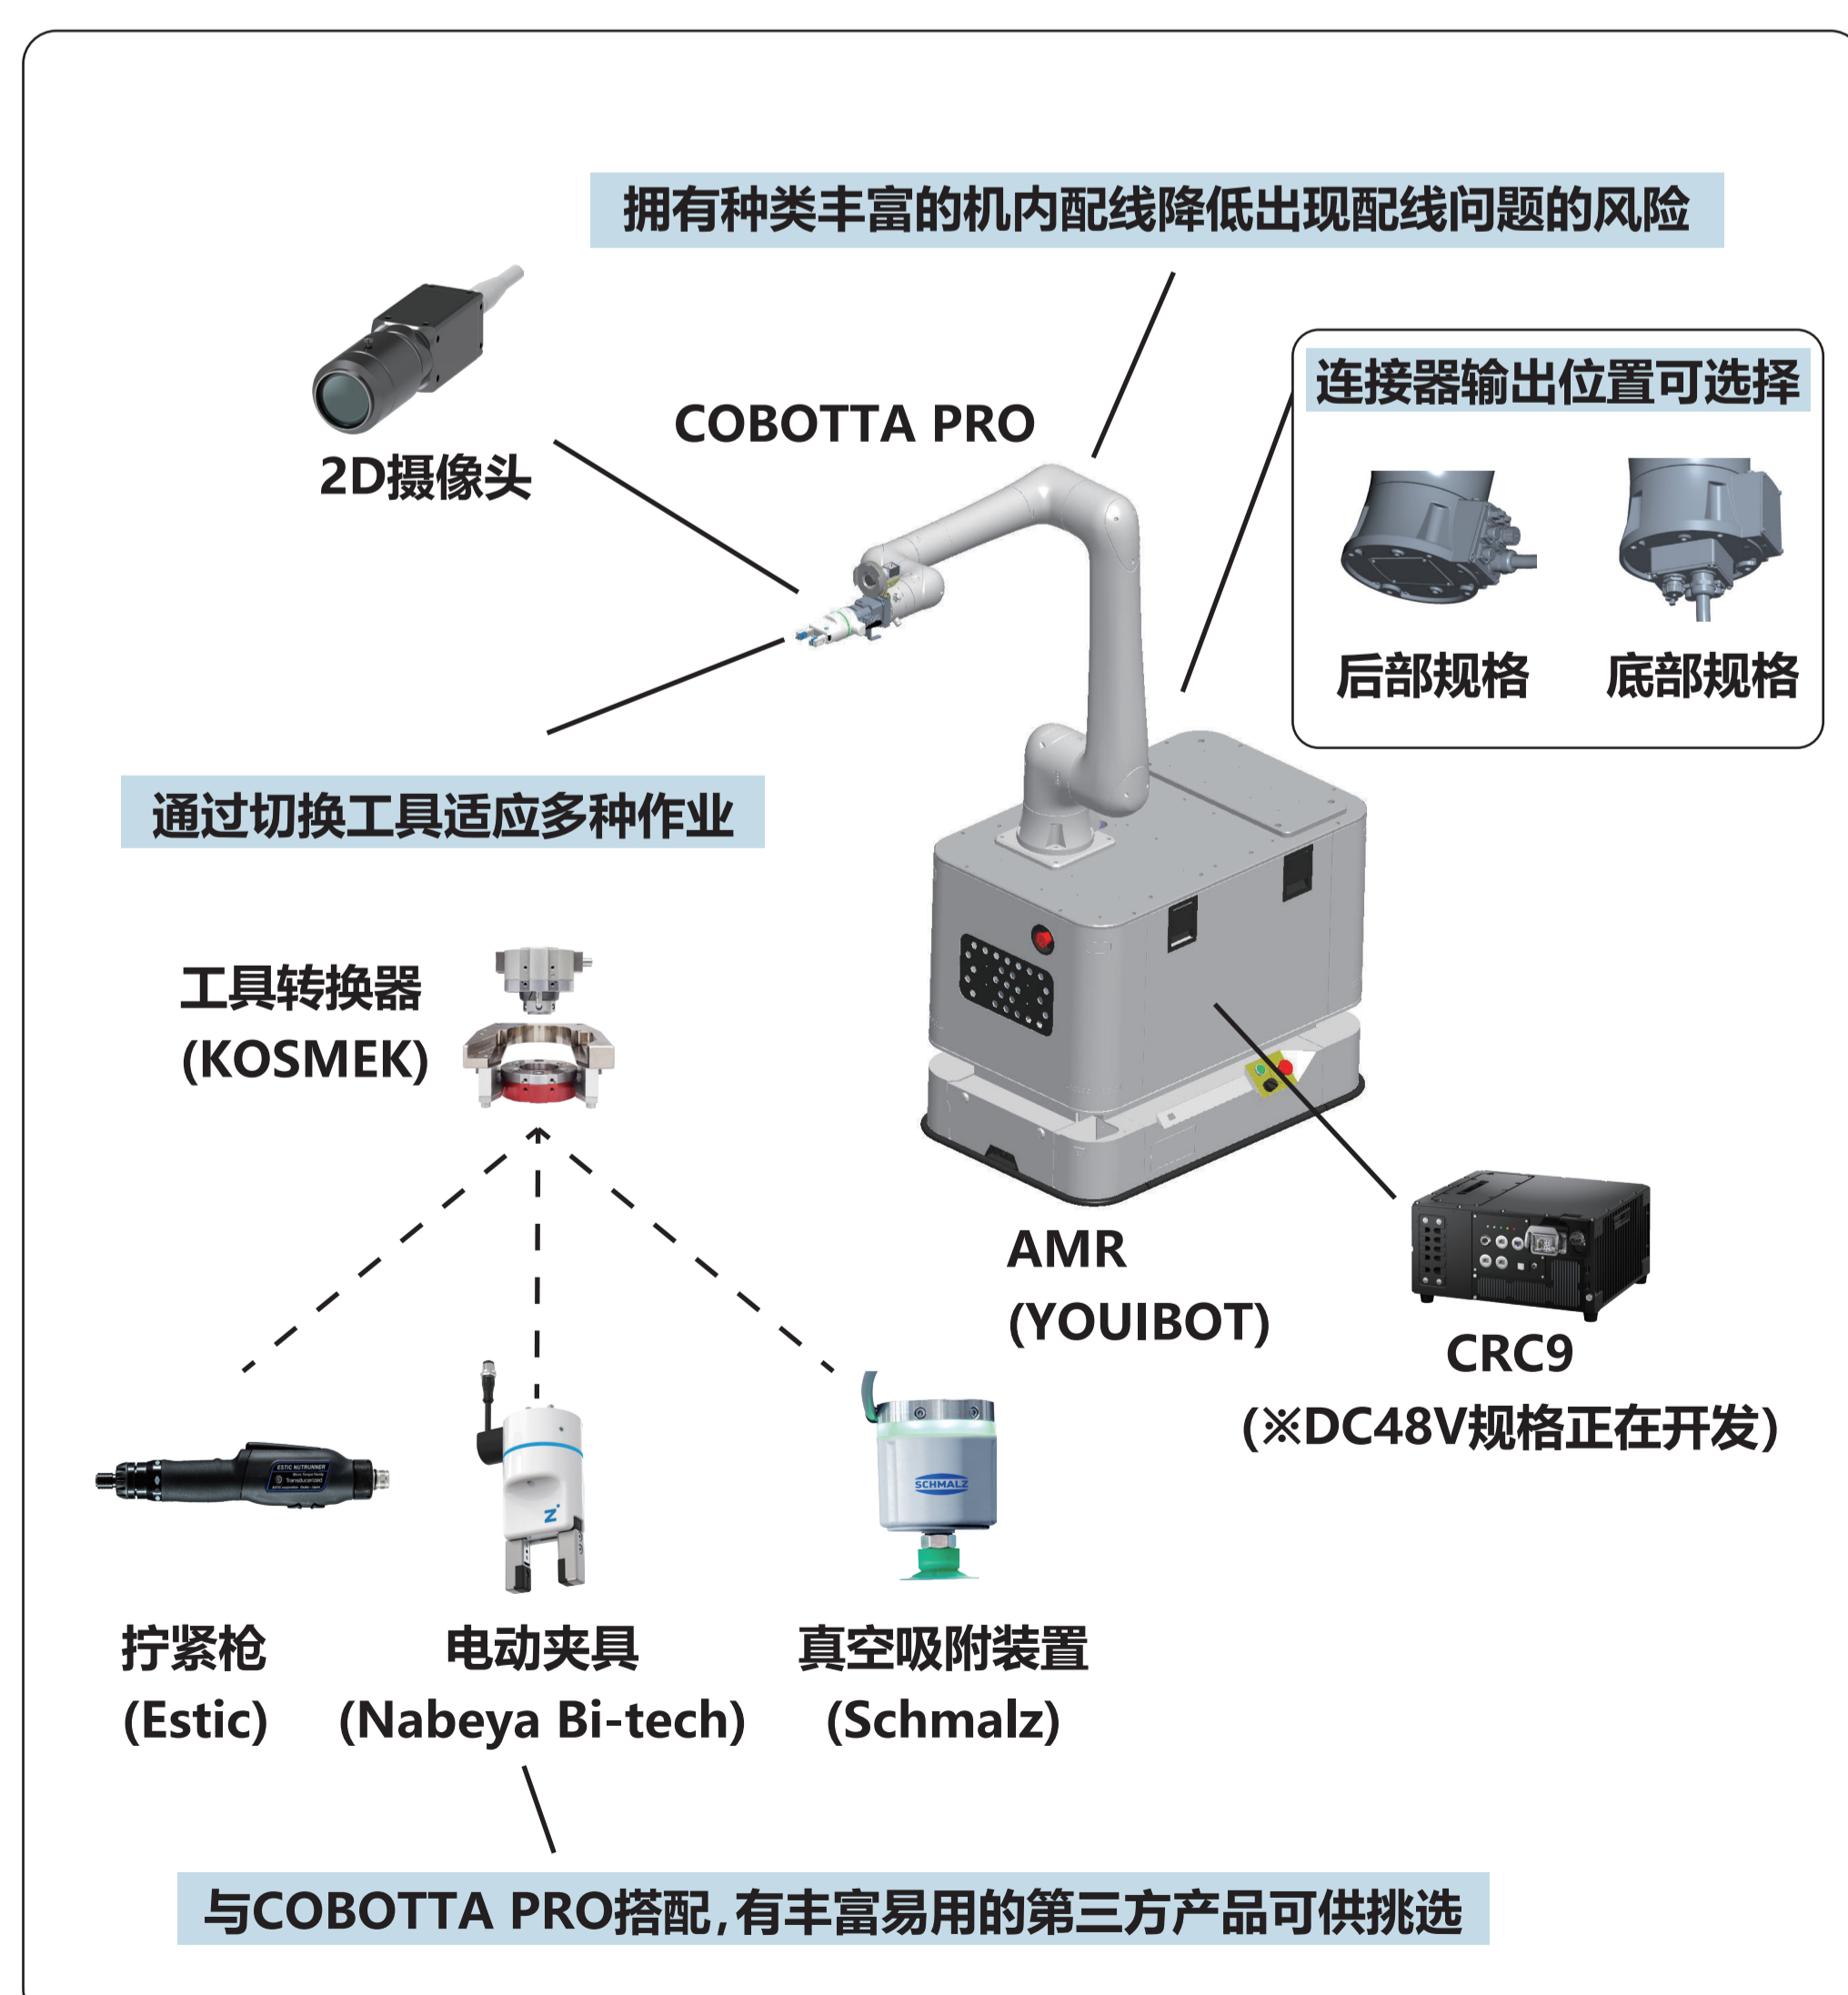 拥有种类丰富的机内配线降低出现配线问题的风险
连接器输出位置可选择
COBOTTA PRO
2D摄像头
后部规格
底部规格
通过切换工具适应多种作业
工具转换器
(KOSMEK)
AMR
(YOUIBOT)
CRC9
(※DC48V规格正在开发)
ESTIC NUTRUNNER
Transducerized
SCHMALZ
拧紧枪
(Estic)
电动夹具
(Nabeya Bi-tech)
真空吸附装置
(Schmalz)
与COBOTTA PRO搭配,有丰富易用的第三方产品可供挑选